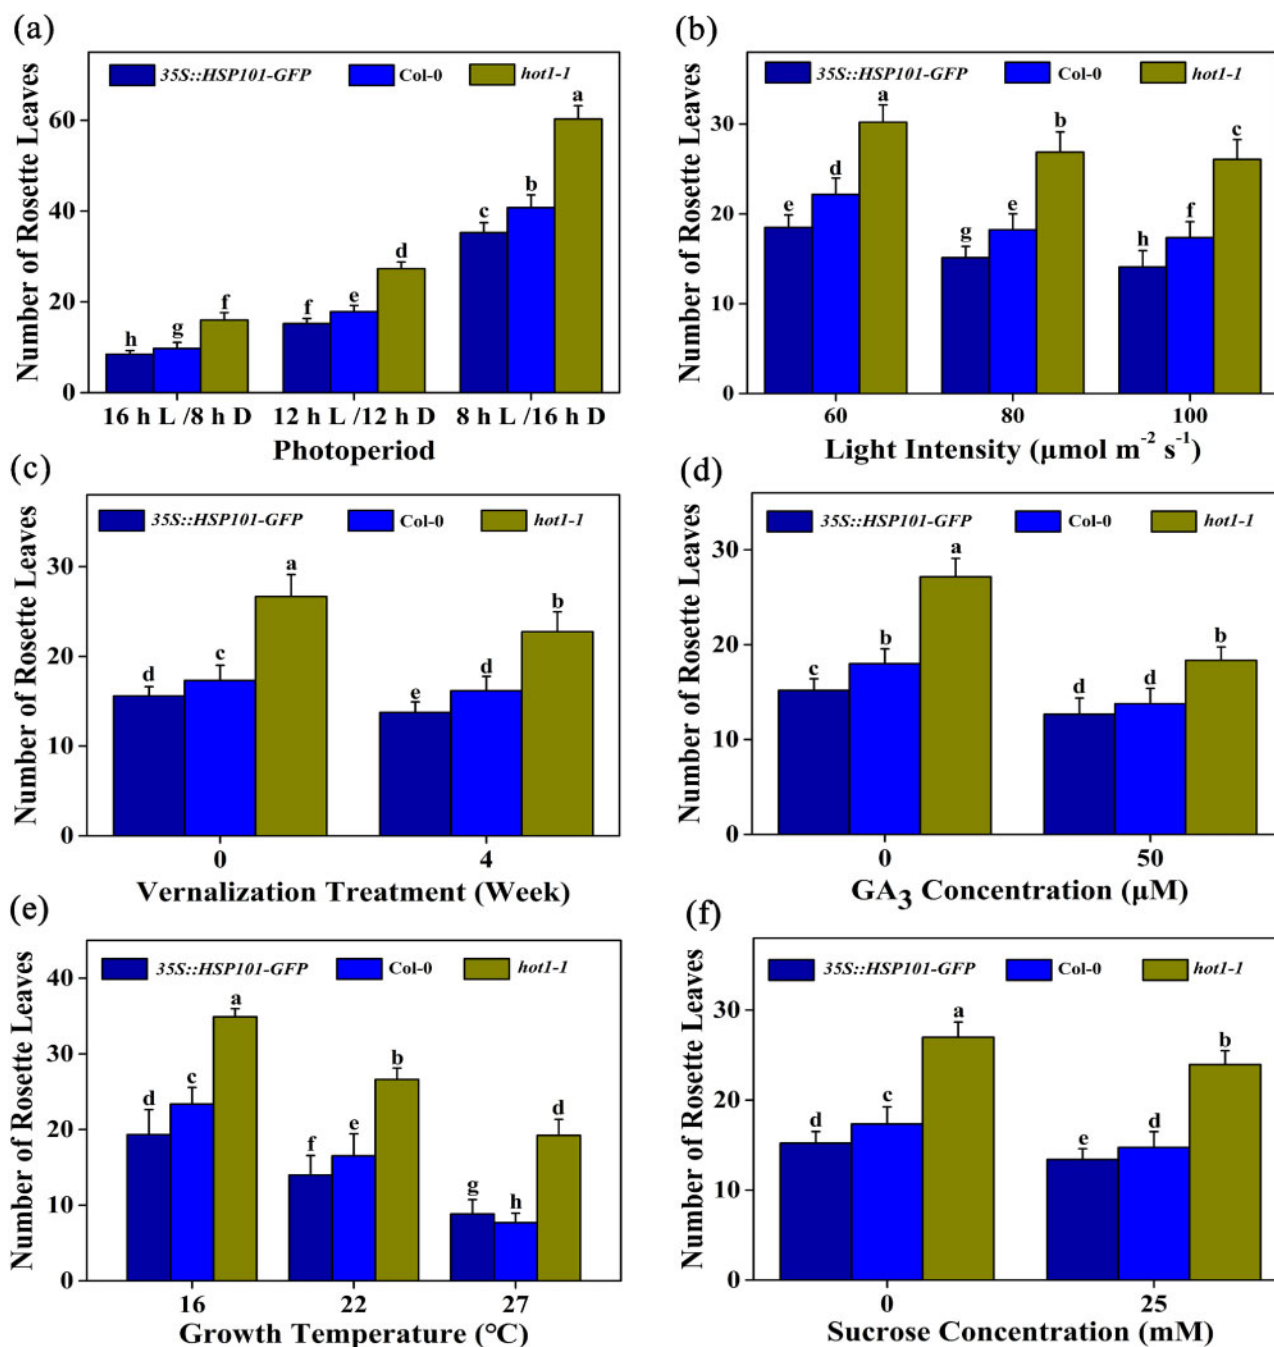 (a)
Number of Rosette Leaves
35S::HSP101-GFP Col-0 hot1-1
60
40
20
0
h g f f e d c b a
16 h L /8 h D 12 h L /12 h D 8 h L /16 h D
Photoperiod
(b)
Number of Rosette Leaves
35S::HSP101-GFP Col-0 hot1-1
30
20
10
0
e d a g e b h f c
60 80 100
Light Intensity (μmol m⁻² s⁻¹)
(c)
Number of Rosette Leaves
35S::HSP101-GFP Col-0 hot1-1
30
20
10
0
d c a e d b
0 4
Vernalization Treatment (Week)
(d)
Number of Rosette Leaves
35S::HSP101-GFP Col-0 hot1-1
30
20
10
0
c b a d d b
0 50
GA₃ Concentration (μM)
(e)
Number of Rosette Leaves
35S::HSP101-GFP Col-0 hot1-1
40
30
20
10
0
d c a f e b g h d
16 22 27
Growth Temperature (°C)
(f)
Number of Rosette Leaves
35S::HSP101-GFP Col-0 hot1-1
30
20
10
0
d c a e d b
0 25
Sucrose Concentration (mM)